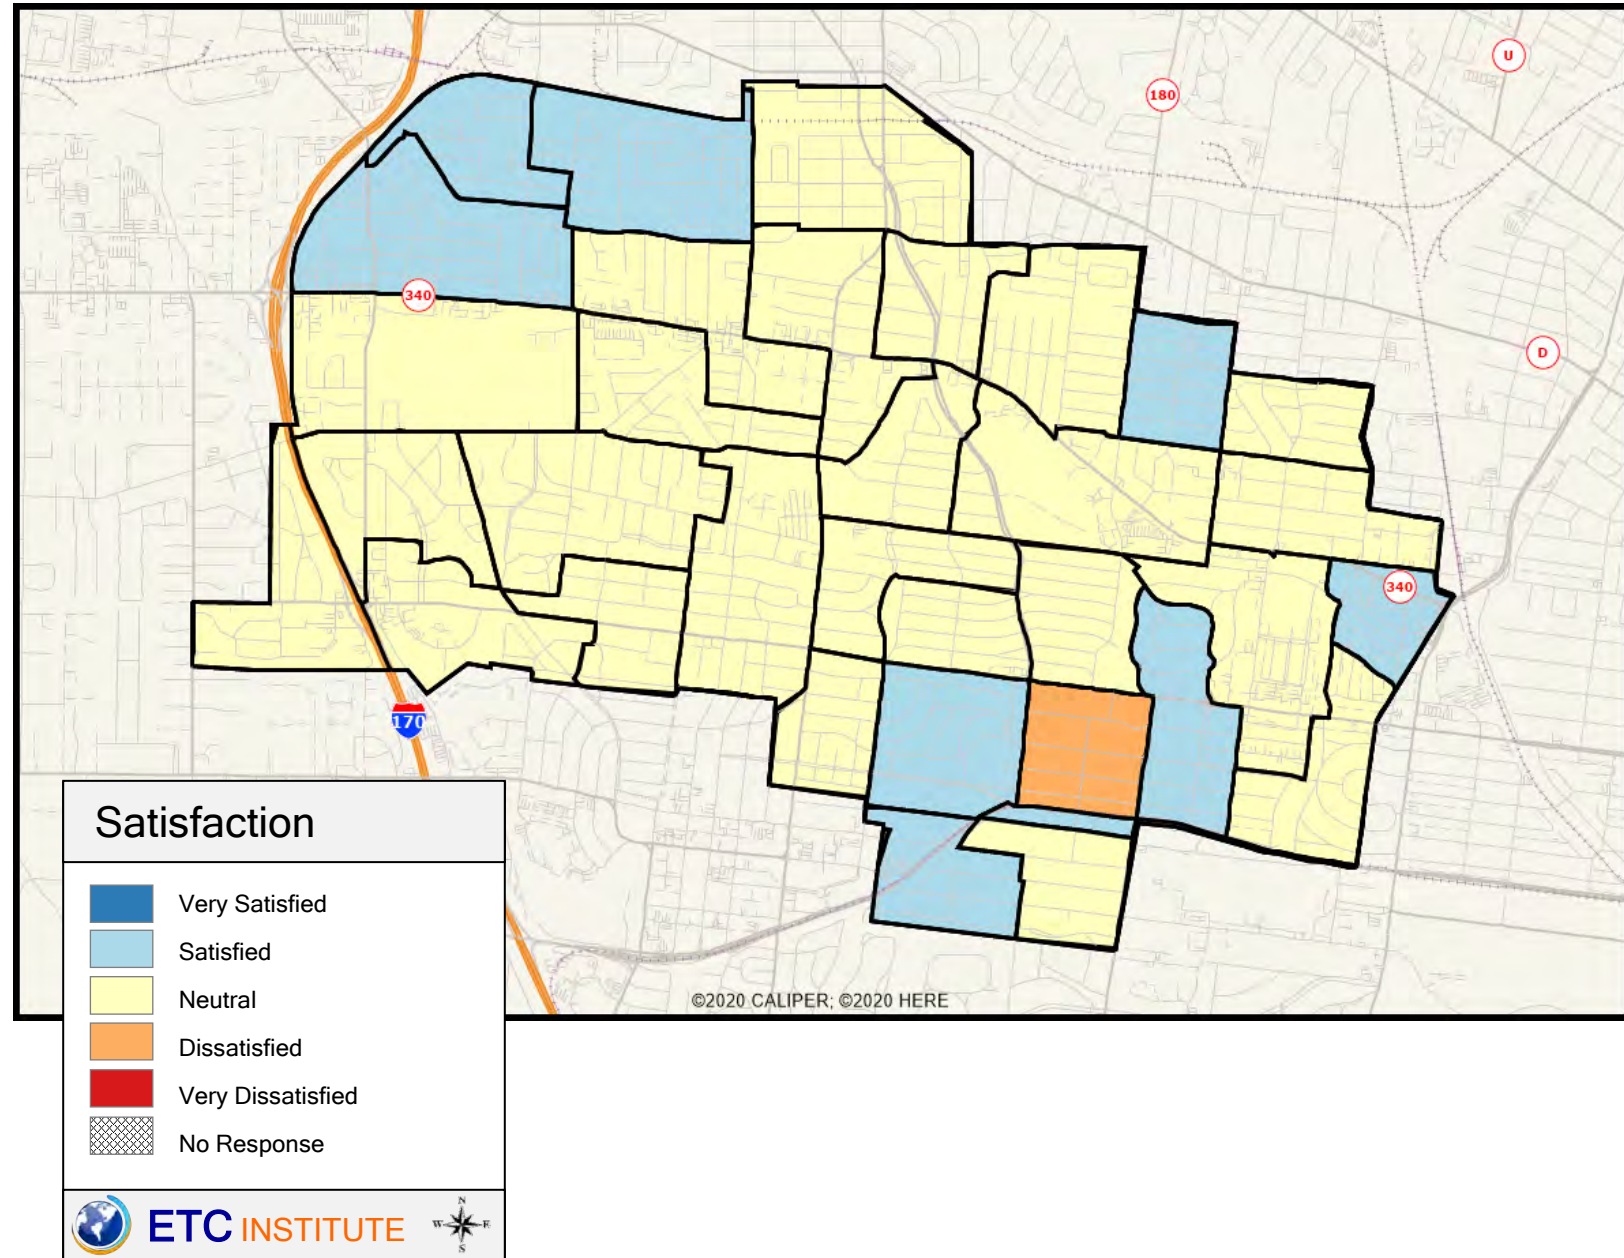 U
180
D
340
340
170
©2020 CALIPER; ©2020 HERE
Satisfaction
Very Satisfied
Satisfied
Neutral
Dissatisfied
Very Dissatisfied
No Response
ETC INSTITUTE
N
W E
S